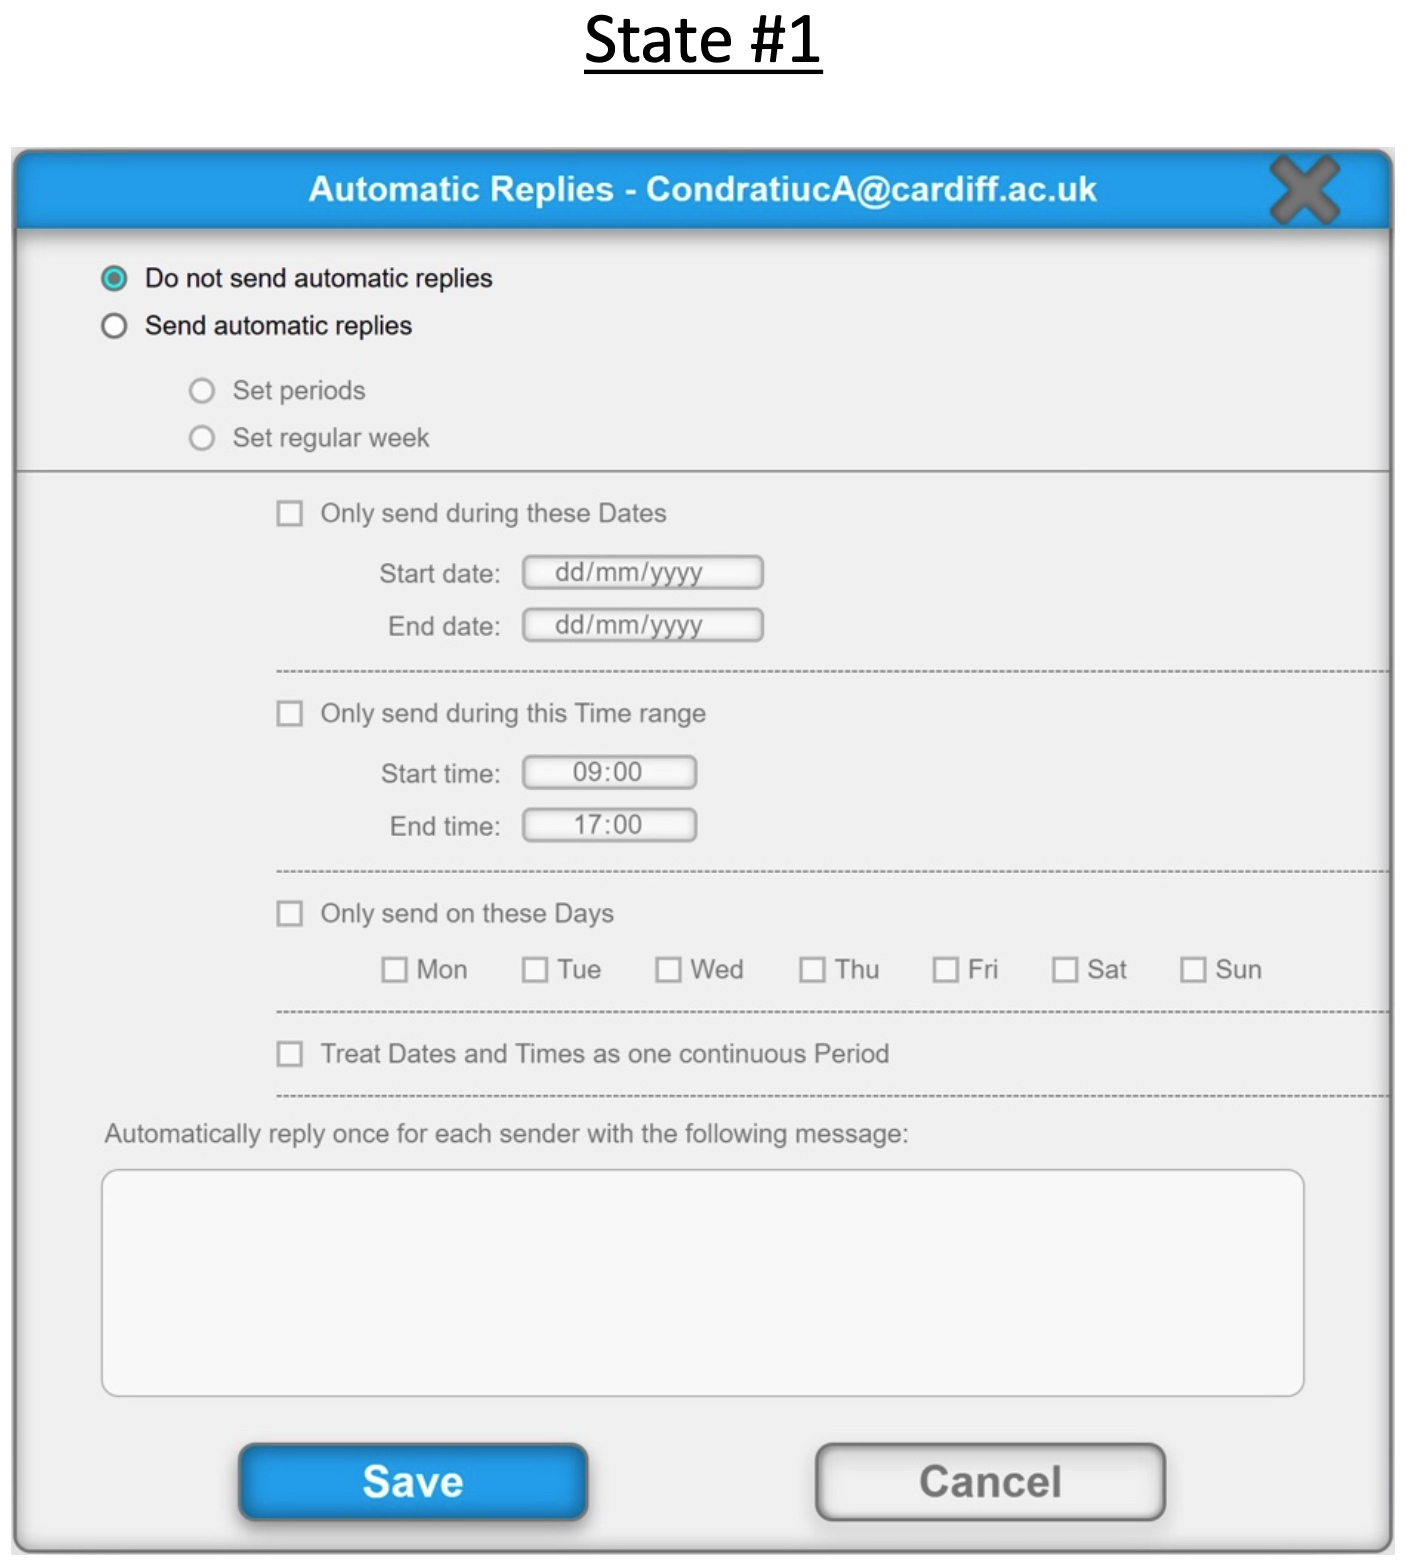 State #1
Automatic Replies - CondratiucA@cardiff.ac.uk
Do not send automatic replies
Send automatic replies
Set periods
Set regular week
Only send during these Dates
Start date: dd/mm/yyyy
End date: dd/mm/yyyy
Only send during this Time range
Start time: 09:00
End time: 17:00
Only send on these Days
Mon Tue Wed Thu Fri Sat Sun
Treat Dates and Times as one continuous Period
Automatically reply once for each sender with the following message:
Save Cancel